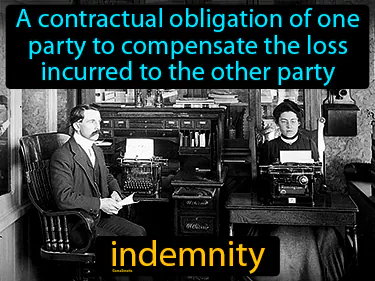 A contractual obligation of one
party to compensate the loss
incurred to the other party
indemnity